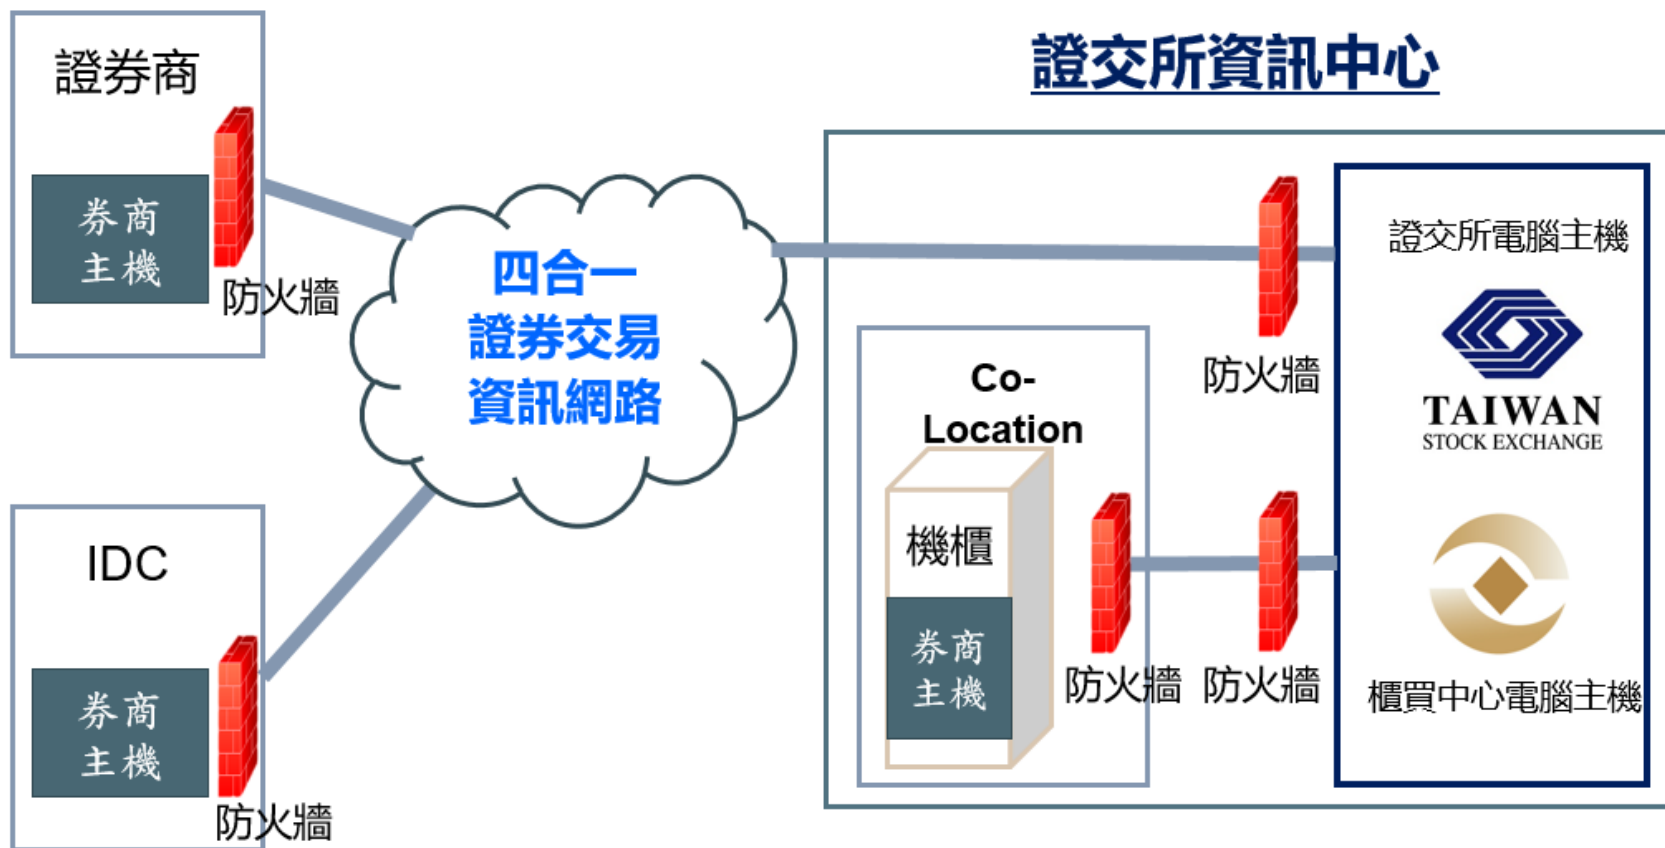 證交所資訊中心
證券商
券商
主機
防火牆
四合一
證券交易
資訊網路
防火牆
證交所電腦主機
TAIWAN
STOCK EXCHANGE
Co-
Location
機櫃
券商
主機
防火牆
防火牆
櫃買中心電腦主機
IDC
券商
主機
防火牆